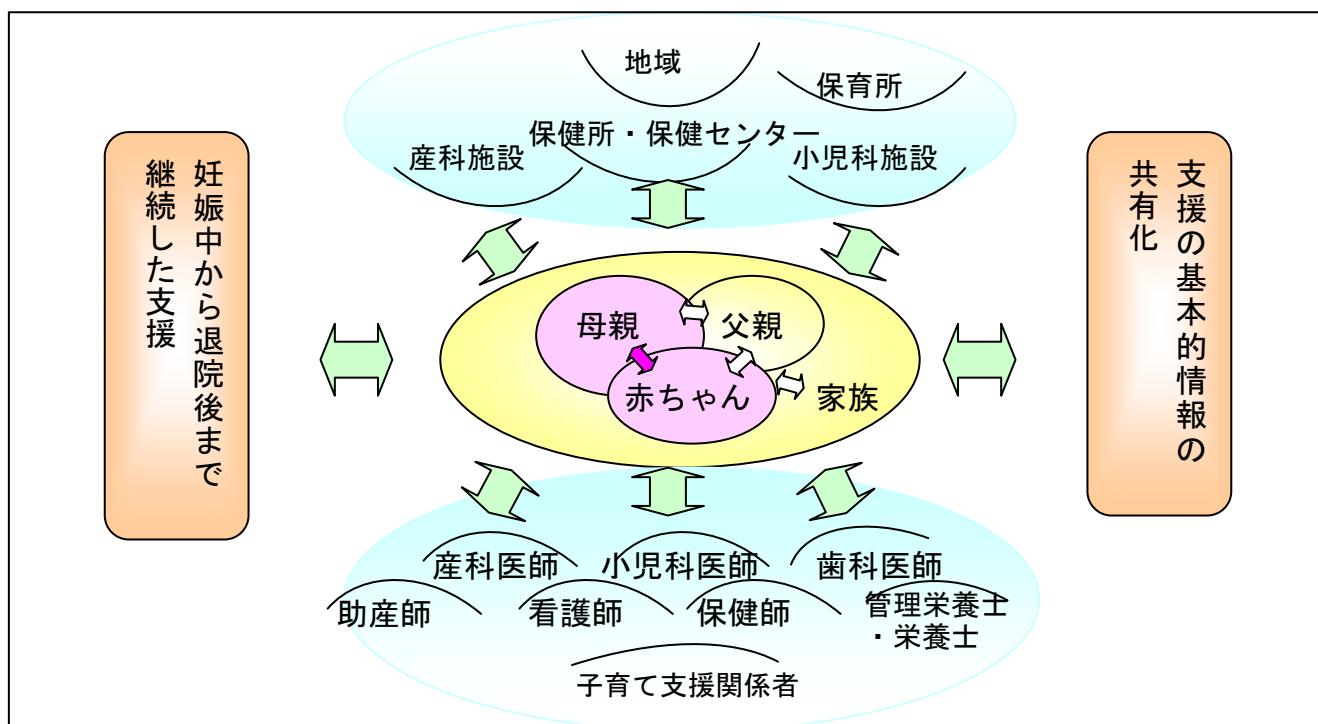 地域
保育所
保健所・保健センター
産科施設
小児科施設
妊娠中から退院後まで
継続した支援
支援の基本的情報の
共有化
母親
父親
赤ちゃん
家族
産科医師
小児科医師
歯科医師
助産師
看護師
保健師
管理栄養士
・栄養士
子育て支援関係者